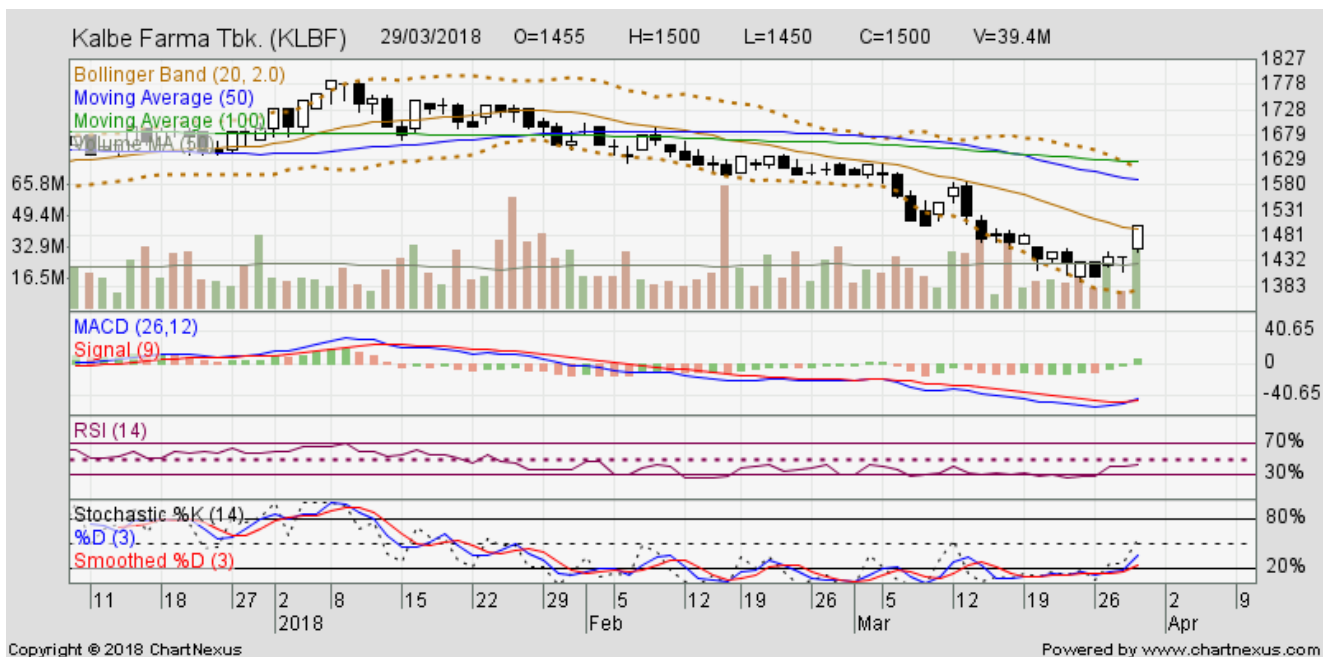 Kalbe Farma Tbk. (KLBF) 29/03/2018 O=1455 H=1500 L=1450 C=1500 V=39.4M
Bollinger Band (20, 2.0)
Moving Average (50)
Moving Average (100)
Volume MA (50)
1827
1778
1728
1679
1629
1580
1531
1481
1432
1383
65.8M
49.4M
32.9M
16.5M
MACD (26,12)
Signal (9)
40.65
0
-40.65
RSI (14)
70%
30%
Stochastic %K (14)
%D (3)
Smoothed %D (3)
80%
20%
11 18 27 2 8 15 22 29 5 12 19 26 5 12 19 26 2 9
2018 Feb Mar Apr
Copyright © 2018 ChartNexus Powered by www.chartnexus.com